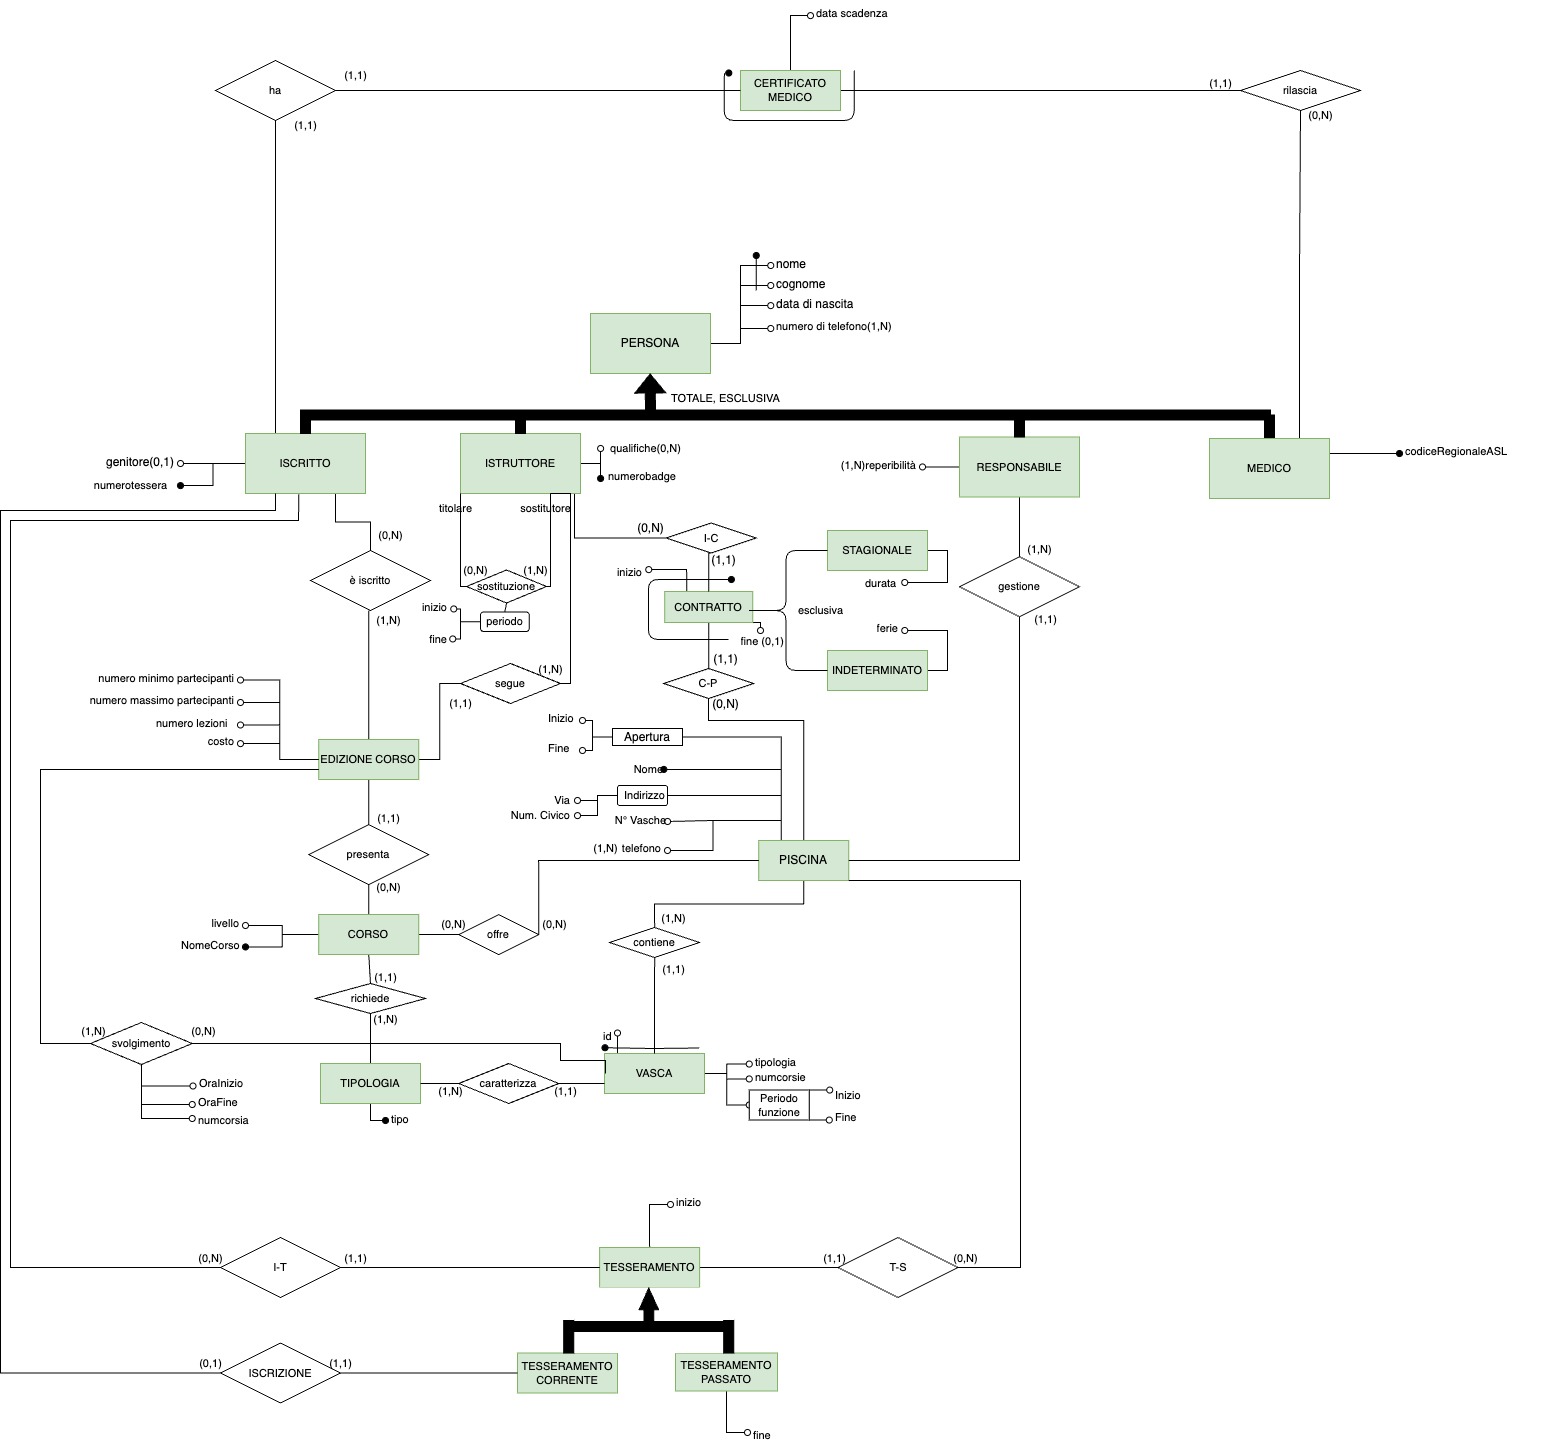 data scadenza
ha
(1,1)
CERTIFICATO
MEDICO
(1,1)
rilascia
(1,1)
(0,N)
nome
cognome
data di nascita
numero di telefono(1,N)
PERSONA
TOTALE, ESCLUSIVA
genitore(0,1)
numerotessera
ISCRITTO
ISTRUTTORE
qualifiche(0,N)
numerobadge
(1,N)reperibilità
RESPONSABILE
MEDICO
codiceRegionaleASL
titolare
sostitutore
(0,N)
è iscritto
(1,N)
(0,N)
(1,N)
sostituzione
inizio
fine
periodo
(0,N)
I-C
(1,1)
inizio
CONTRATTO
fine (0,1)
esclusiva
STAGIONALE
durata
ferie
INDETERMINATO
(1,N)
gestione
(1,1)
(1,1)
C-P
(0,N)
(1,N)
segue
(1,1)
numero minimo partecipanti
numero massimo partecipanti
numero lezioni
costo
EDIZIONE CORSO
Inizio
Fine
Apertura
Nome
Via
Num. Civico
Indirizzo
N° Vasche
(1,N) telefono
PISCINA
(1,1)
presenta
(0,N)
livello
NomeCorso
CORSO
(0,N)
offre
(0,N)
(1,N)
contiene
(1,1)
(1,1)
richiede
(1,N)
(1,N)
svolgimento
(0,N)
OraInizio
OraFine
numcorsia
TIPOLOGIA
tipo
(1,N)
caratterizza
(1,1)
id
VASCA
tipologia
numcorsie
Periodo
funzione
Inizio
Fine
inizio
(0,N)
I-T
(1,1)
TESSERAMENTO
(1,1)
T-S
(0,N)
(0,1)
ISCRIZIONE
(1,1)
TESSERAMENTO
CORRENTE
TESSERAMENTO
PASSATO
fine